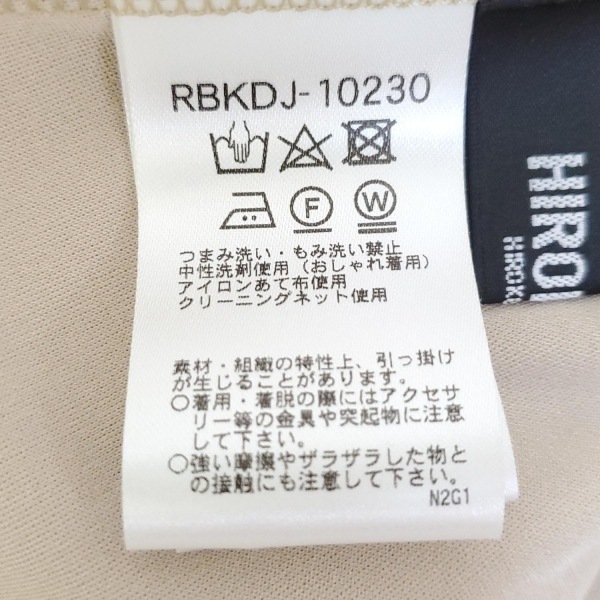 RBKDJ-10230
F
W
つまみ洗い・もみ洗い禁止
中性洗剤使用（おしゃれ着用）
アイロンあて布使用
クリーニングネット使用
素材・組織の特性上、引っ掛け
が生じることがあります。
○着用・着脱の際にはアクセサ
リー等の金具や突起物に注意
して下さい。
○強い摩擦やザラザラした物と
の接触にも注意して下さい。
N2G1